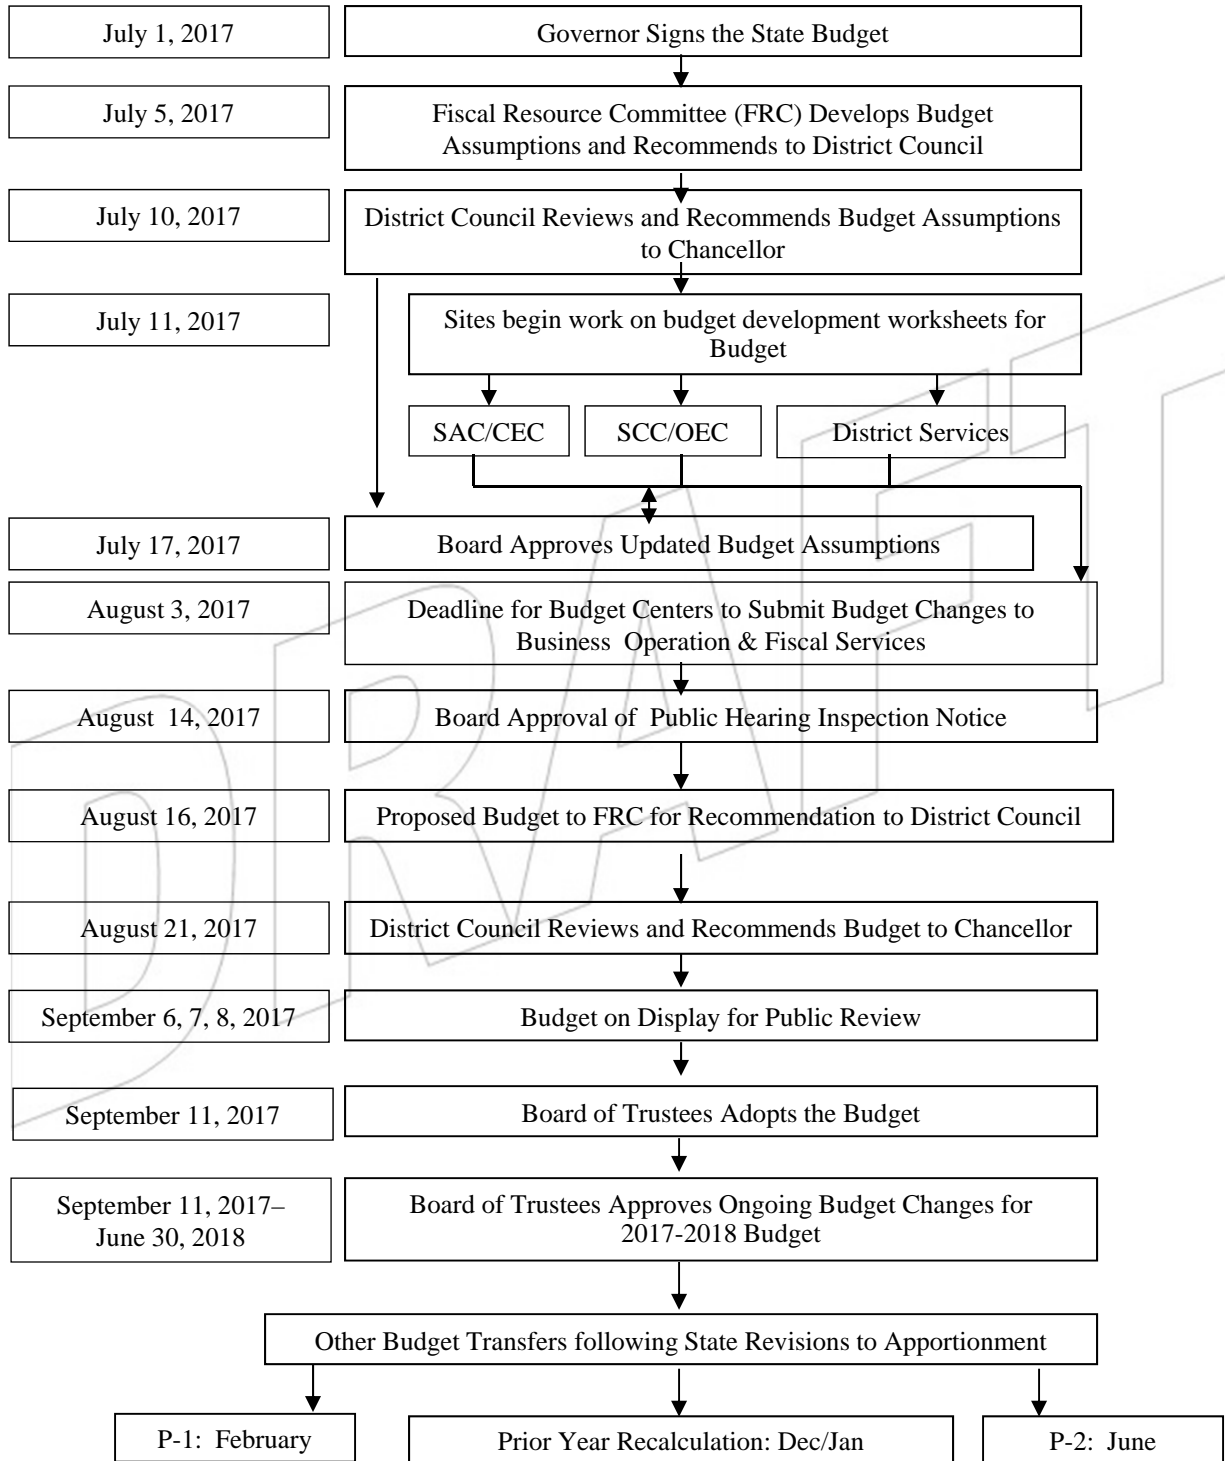 July 1, 2017
Governor Signs the State Budget
July 5, 2017
Fiscal Resource Committee (FRC) Develops Budget
Assumptions and Recommends to District Council
July 10, 2017
District Council Reviews and Recommends Budget Assumptions
to Chancellor
July 11, 2017
Sites begin work on budget development worksheets for
Budget
SAC/CEC
SCC/OEC
District Services
July 17, 2017
Board Approves Updated Budget Assumptions
August 3, 2017
Deadline for Budget Centers to Submit Budget Changes to
Business Operation & Fiscal Services
August 14, 2017
Board Approval of Public Hearing Inspection Notice
August 16, 2017
Proposed Budget to FRC for Recommendation to District Council
August 21, 2017
District Council Reviews and Recommends Budget to Chancellor
September 6, 7, 8, 2017
Budget on Display for Public Review
September 11, 2017
Board of Trustees Adopts the Budget
September 11, 2017–
June 30, 2018
Board of Trustees Approves Ongoing Budget Changes for
2017-2018 Budget
Other Budget Transfers following State Revisions to Apportionment
P-1: February
Prior Year Recalculation: Dec/Jan
P-2: June
DRAFT